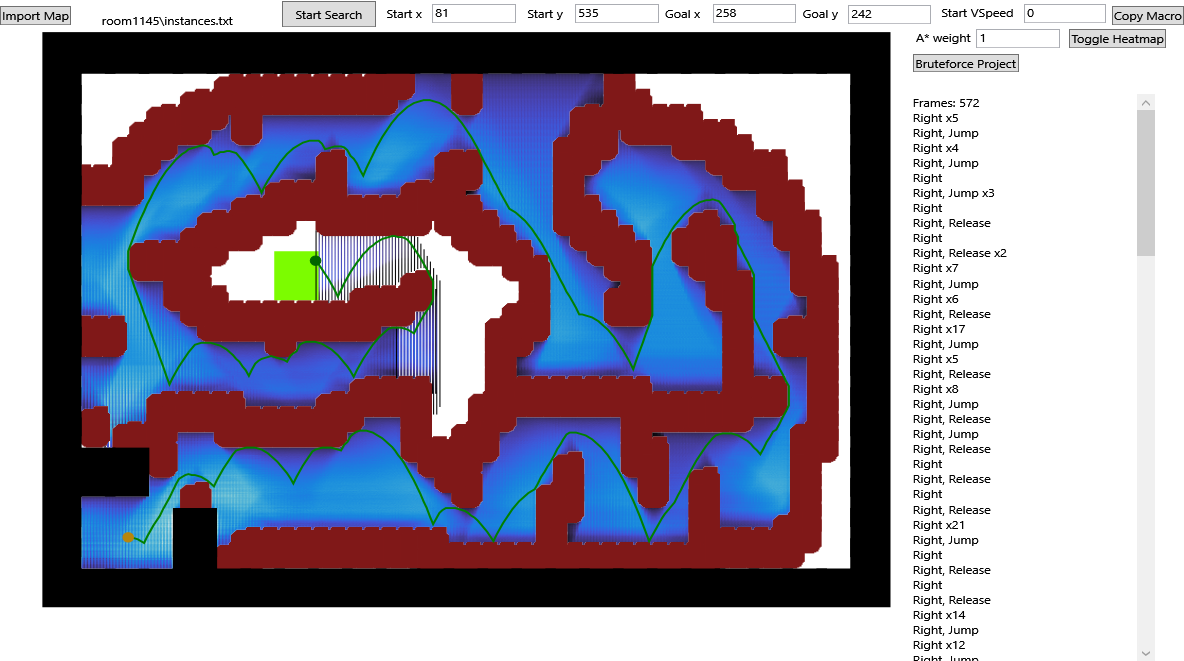 Import Map room1145\instances.txt Start Search Start x 81 Start y 535 Goal x 258 Goal y 242 Start VSpeed 0 Copy Macro
A* weight 1 Toggle Heatmap
Bruteforce Project
Frames: 572
Right x5
Right, Jump
Right x4
Right, Jump
Right
Right, Jump x3
Right
Right, Release
Right
Right, Release x2
Right x7
Right, Jump
Right x6
Right, Release
Right x17
Right, Jump
Right x5
Right, Release
Right x8
Right, Jump
Right, Release
Right, Jump
Right, Release
Right
Right, Release
Right
Right, Release
Right x21
Right, Jump
Right
Right, Release
Right
Right, Release
Right x14
Right, Jump
Right x12
Right, Jump